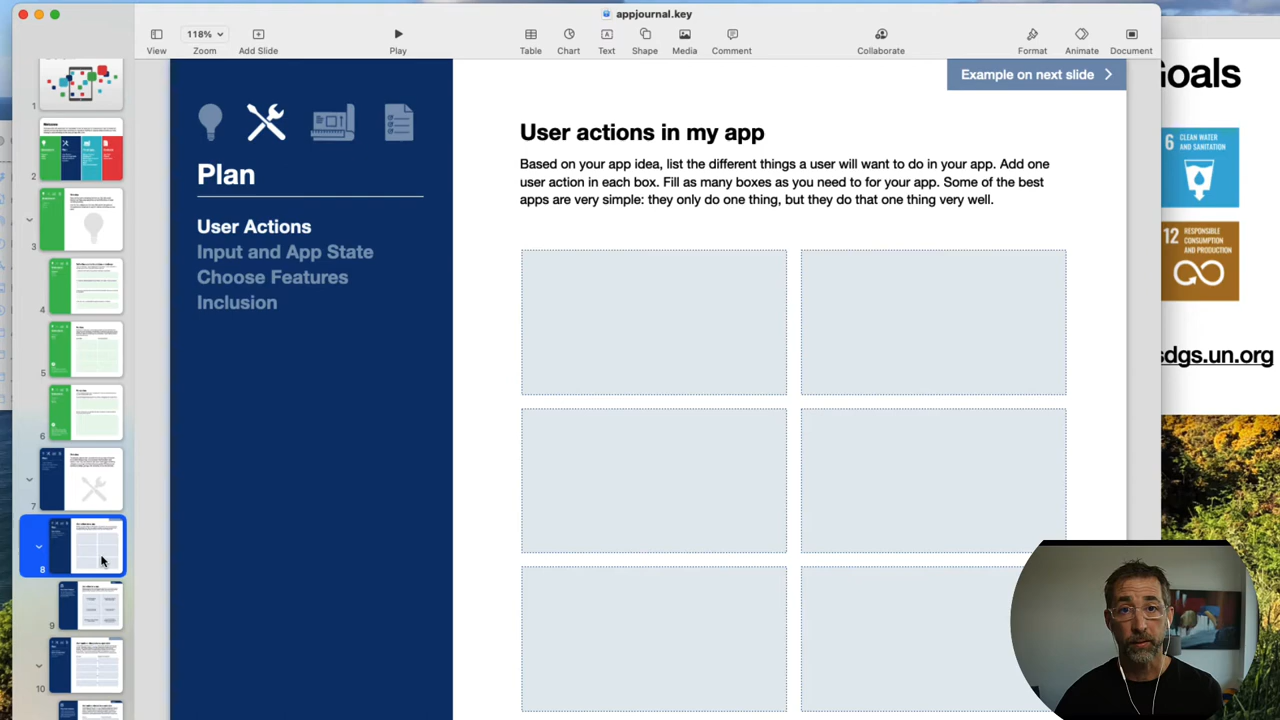 appjournal.key
118%
View
Zoom
Add Slide
Play
Table
Chart
Text
Shape
Media
Comment
Collaborate
Format
Animate
Document
Example on next slide
Plan
User Actions
Input and App State
Choose Features
Inclusion
User actions in my app
Based on your app idea, list the different things a user will want to do in your app. Add one
user action in each box. Fill as many boxes as you need to for your app. Some of the best
apps are very simple: they only do one thing, but they do that one thing very well.
1
2
3
4
5
6
7
8
9
10
Goals
6 CLEAN WATER
AND SANITATION
12 RESPONSIBLE
CONSUMPTION
AND PRODUCTION
sdgs.un.org